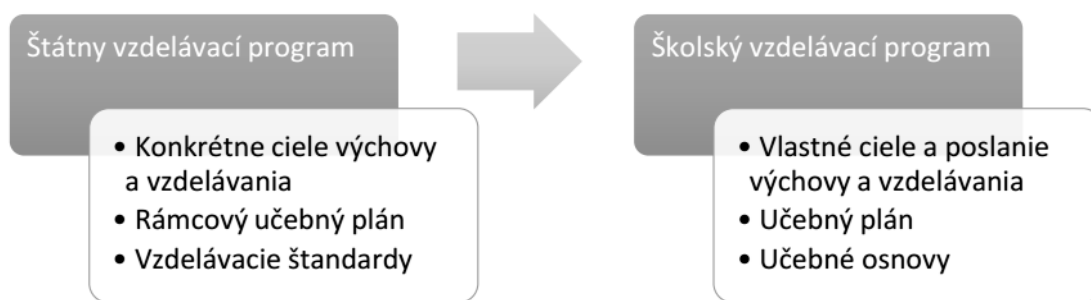 Štátny vzdelávací program
• Konkrétne ciele výchovy
a vzdelávania
• Rámcový učebný plán
• Vzdelávacie štandardy
Školský vzdelávací program
• Vlastné ciele a poslanie
výchovy a vzdelávania
• Učebný plán
• Učebné osnovy